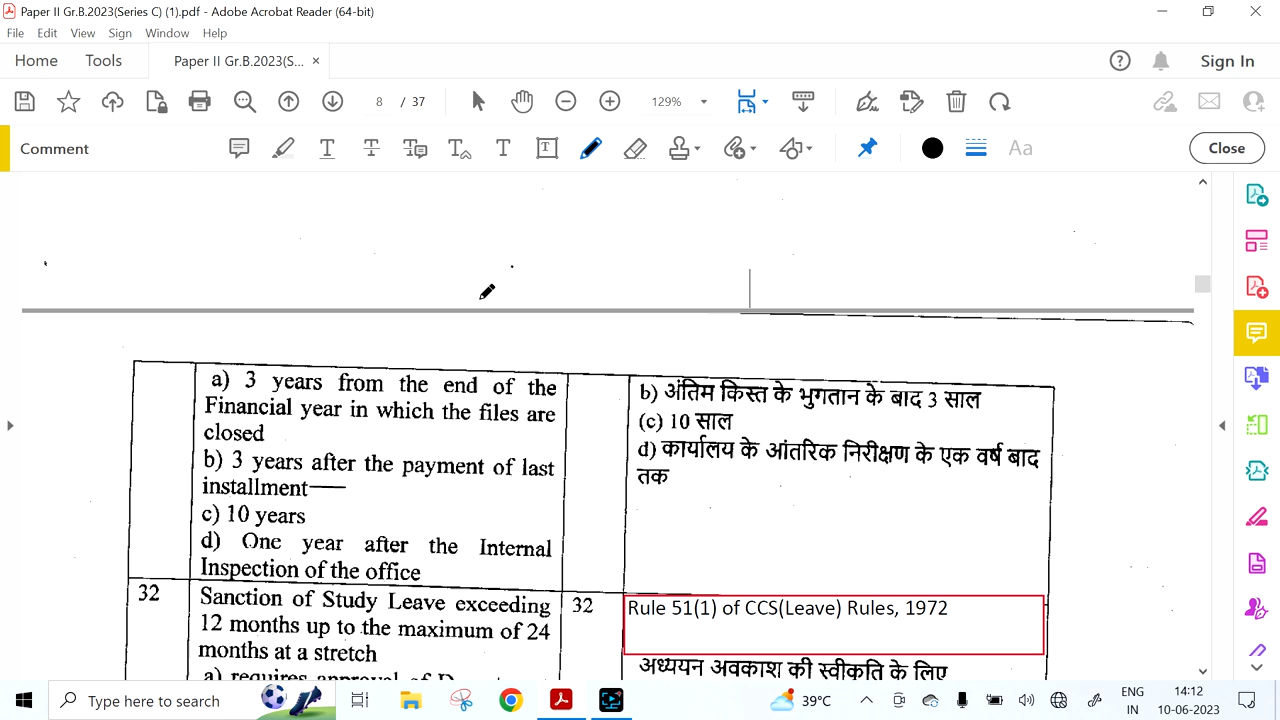 Paper II Gr.B.2023(Series C) (1).pdf - Adobe Acrobat Reader (64-bit)
File Edit View Sign Window Help
Home Tools Paper II Gr.B.2023(S... × Sign In
8 / 37 129%
Comment Aa Close
a) 3 years from the end of the
Financial year in which the files are
closed
b) 3 years after the payment of last
installment
c) 10 years
d) One year after the Internal
Inspection of the office
b) अंतिम किस्त के भुगतान के बाद 3 साल
(c) 10 साल
d) कार्यालय के आंतरिक निरीक्षण के एक वर्ष बाद
तक
32 Sanction of Study Leave exceeding
12 months up to the maximum of 24
months at a stretch
a) requires approval of
32 Rule 51(1) of CCS(Leave) Rules, 1972
अध्ययन अवकाश की स्वीकृति के लिए
Type here to search
39°C
ENG
IN
14:12
10-06-2023